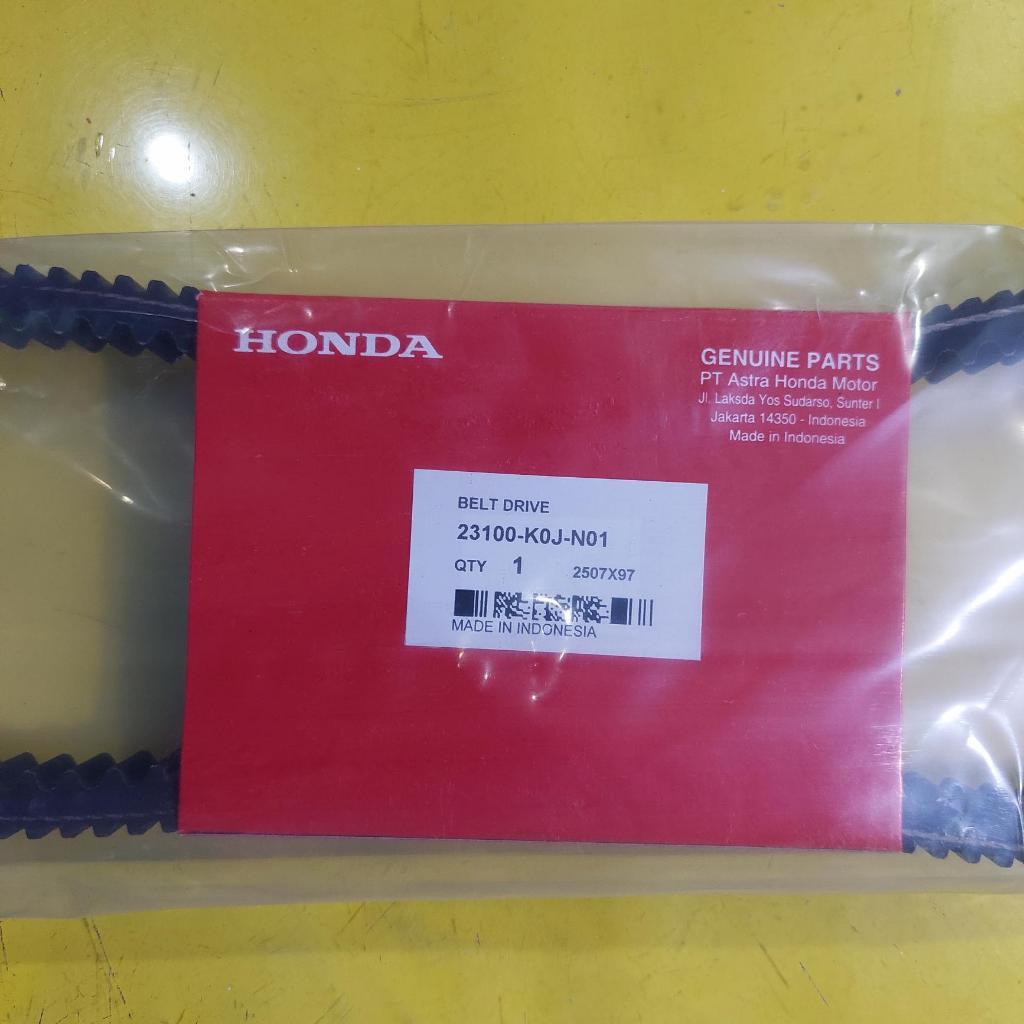 HONDA
GENUINE PARTS
PT Astra Honda Motor
Jl. Laksda Yos Sudarso, Sunter I
Jakarta 14350 - Indonesia
Made in Indonesia
BELT DRIVE
23100-K0J-N01
QTY 1 2507X97
MADE IN INDONESIA